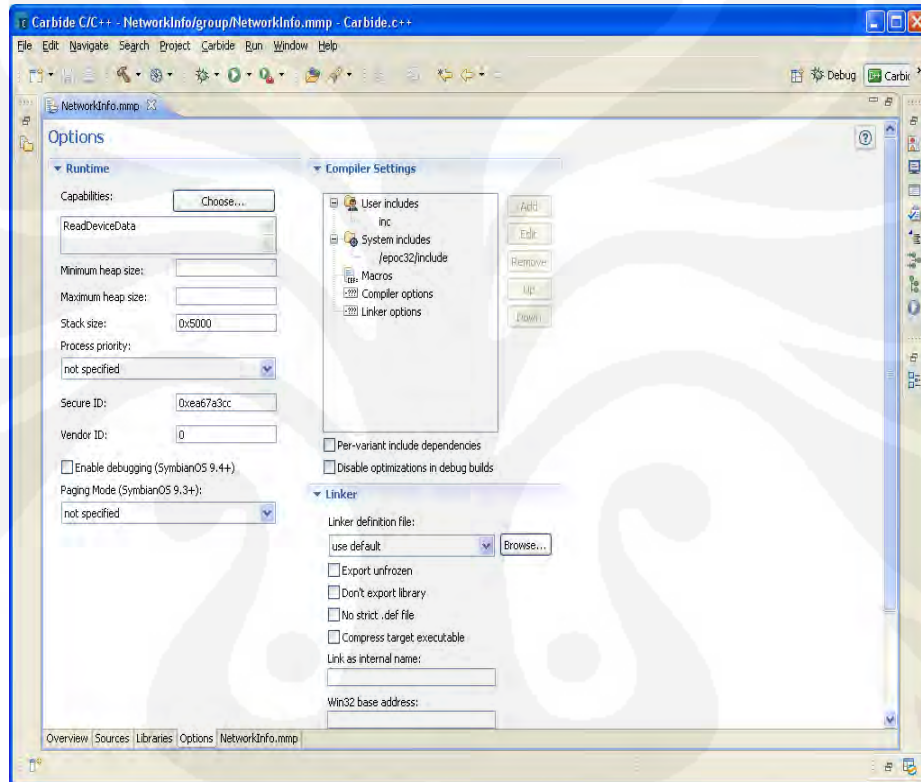 Carbide C/C++ - NetworkInfo/group/NetworkInfo.mmp - Carbide.c++
File Edit Navigate Search Project Carbide Run Window Help
Debug Carbic
NetworkInfo.mmp
Options
Runtime
Capabilities: Choose...
ReadDeviceData
Minimum heap size:
Maximum heap size:
Stack size: 0x5000
Process priority:
not specified
Secure ID: 0xea67a3cc
Vendor ID: 0
Enable debugging (SymbianOS 9.4+)
Paging Mode (SymbianOS 9.3+):
not specified
Compiler Settings
User includes
inc
System includes
/epoc32/include
Macros
Compiler options
Linker options
Add
Edit
Remove
Up
Down
Per-variant include dependencies
Disable optimizations in debug builds
Linker
Linker definition file:
use default Browse...
Export unfrozen
Don't export library
No strict .def file
Compress target executable
Link as internal name:
Win32 base address:
Overview Sources Libraries Options NetworkInfo.mmp